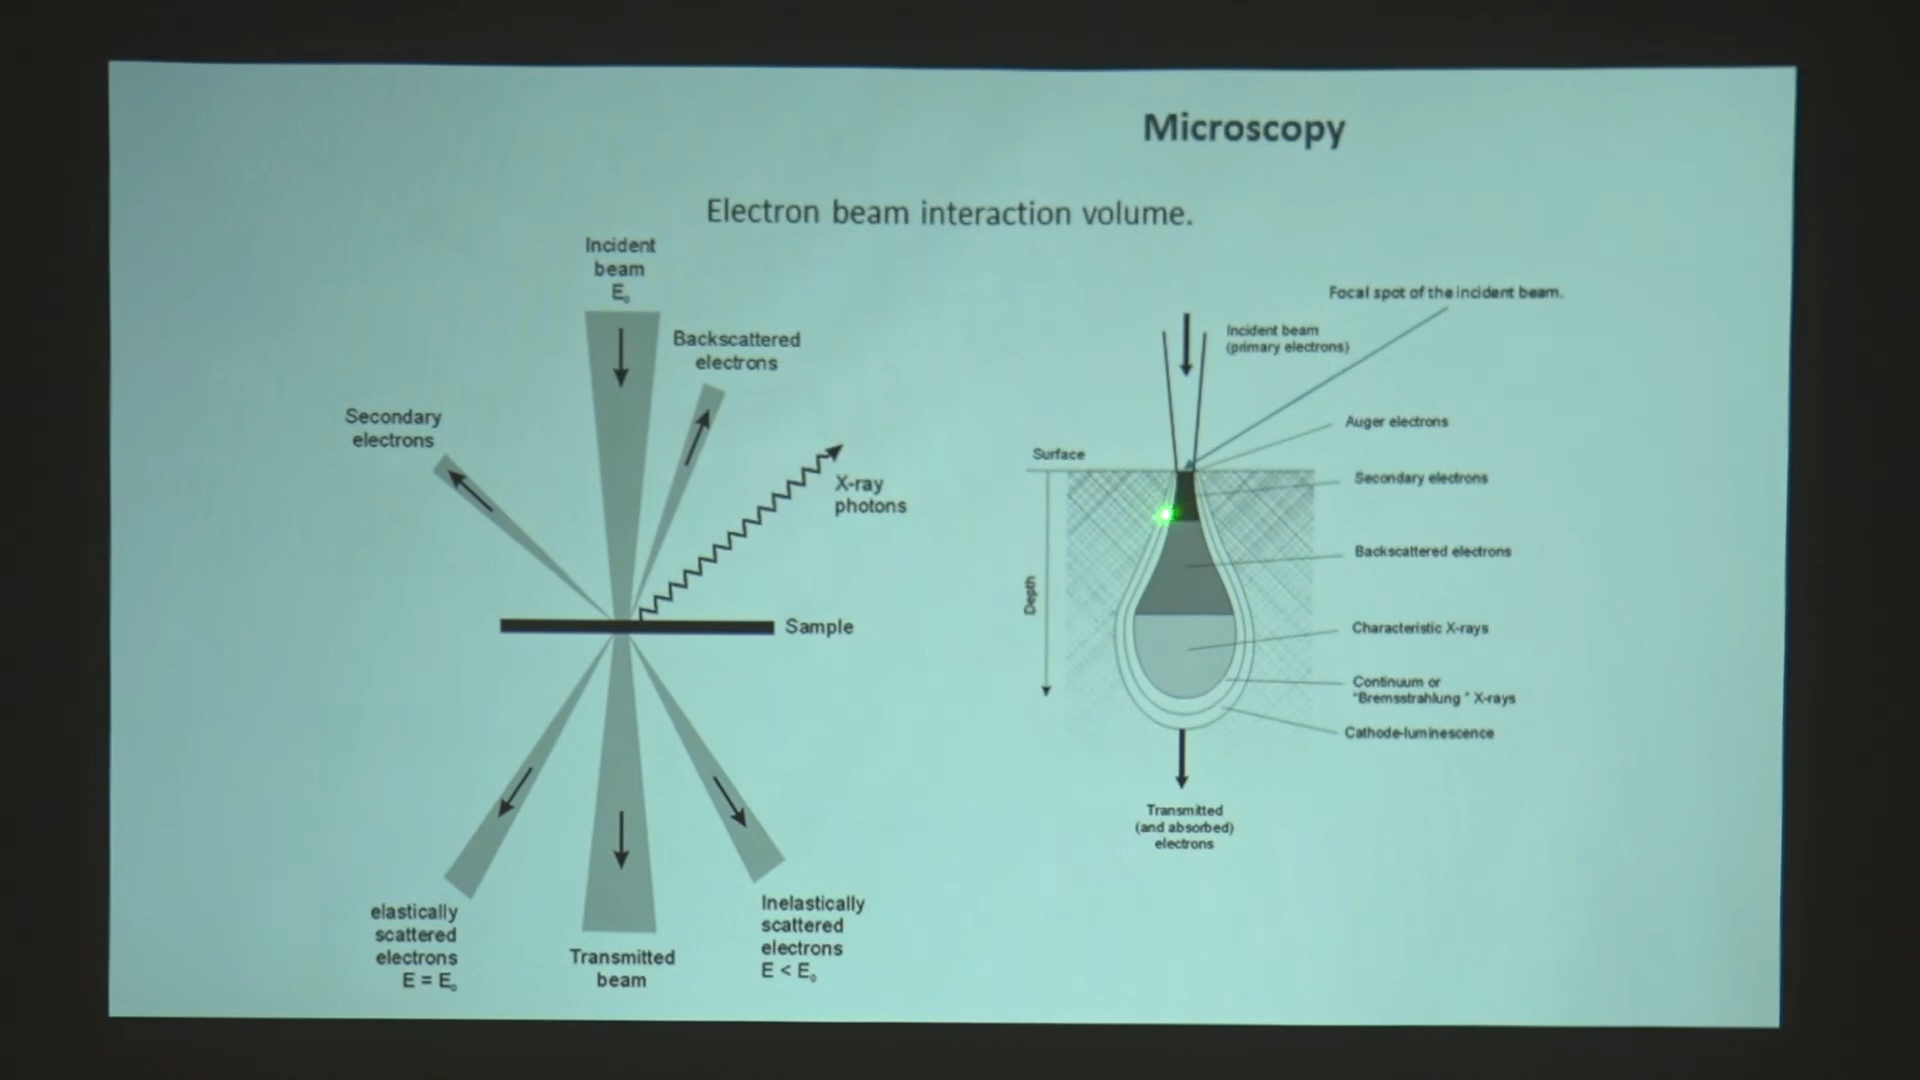 Microscopy
Electron beam interaction volume.
Incident
beam
E₀
Backscattered
electrons
Secondary
electrons
X-ray
photons
Sample
elastically
scattered
electrons
E = E₀
Transmitted
beam
Inelastically
scattered
electrons
E < E₀
Focal spot of the incident beam.
Incident beam
(primary electrons)
Auger electrons
Surface
Secondary electrons
Backscattered electrons
Depth
Characteristic X-rays
Continuum or
"Bremsstrahlung " X-rays
Cathode-luminescence
Transmitted
(and absorbed)
electrons